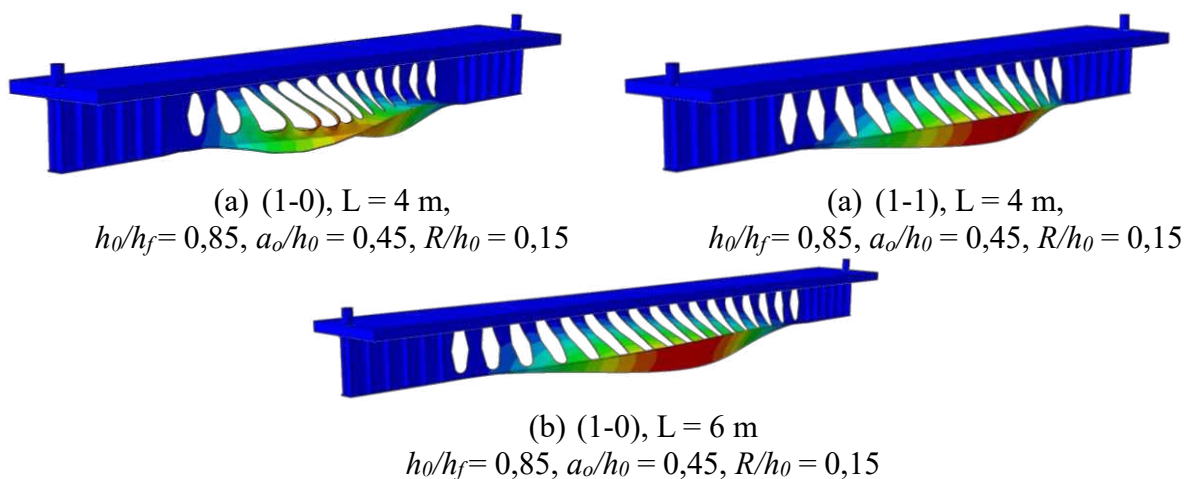 (a) (1-0), L = 4 m,
h0/hf = 0,85, ao/h0 = 0,45, R/h0 = 0,15
(a) (1-1), L = 4 m,
h0/hf = 0,85, ao/h0 = 0,45, R/h0 = 0,15
(b) (1-0), L = 6 m
h0/hf = 0,85, ao/h0 = 0,45, R/h0 = 0,15